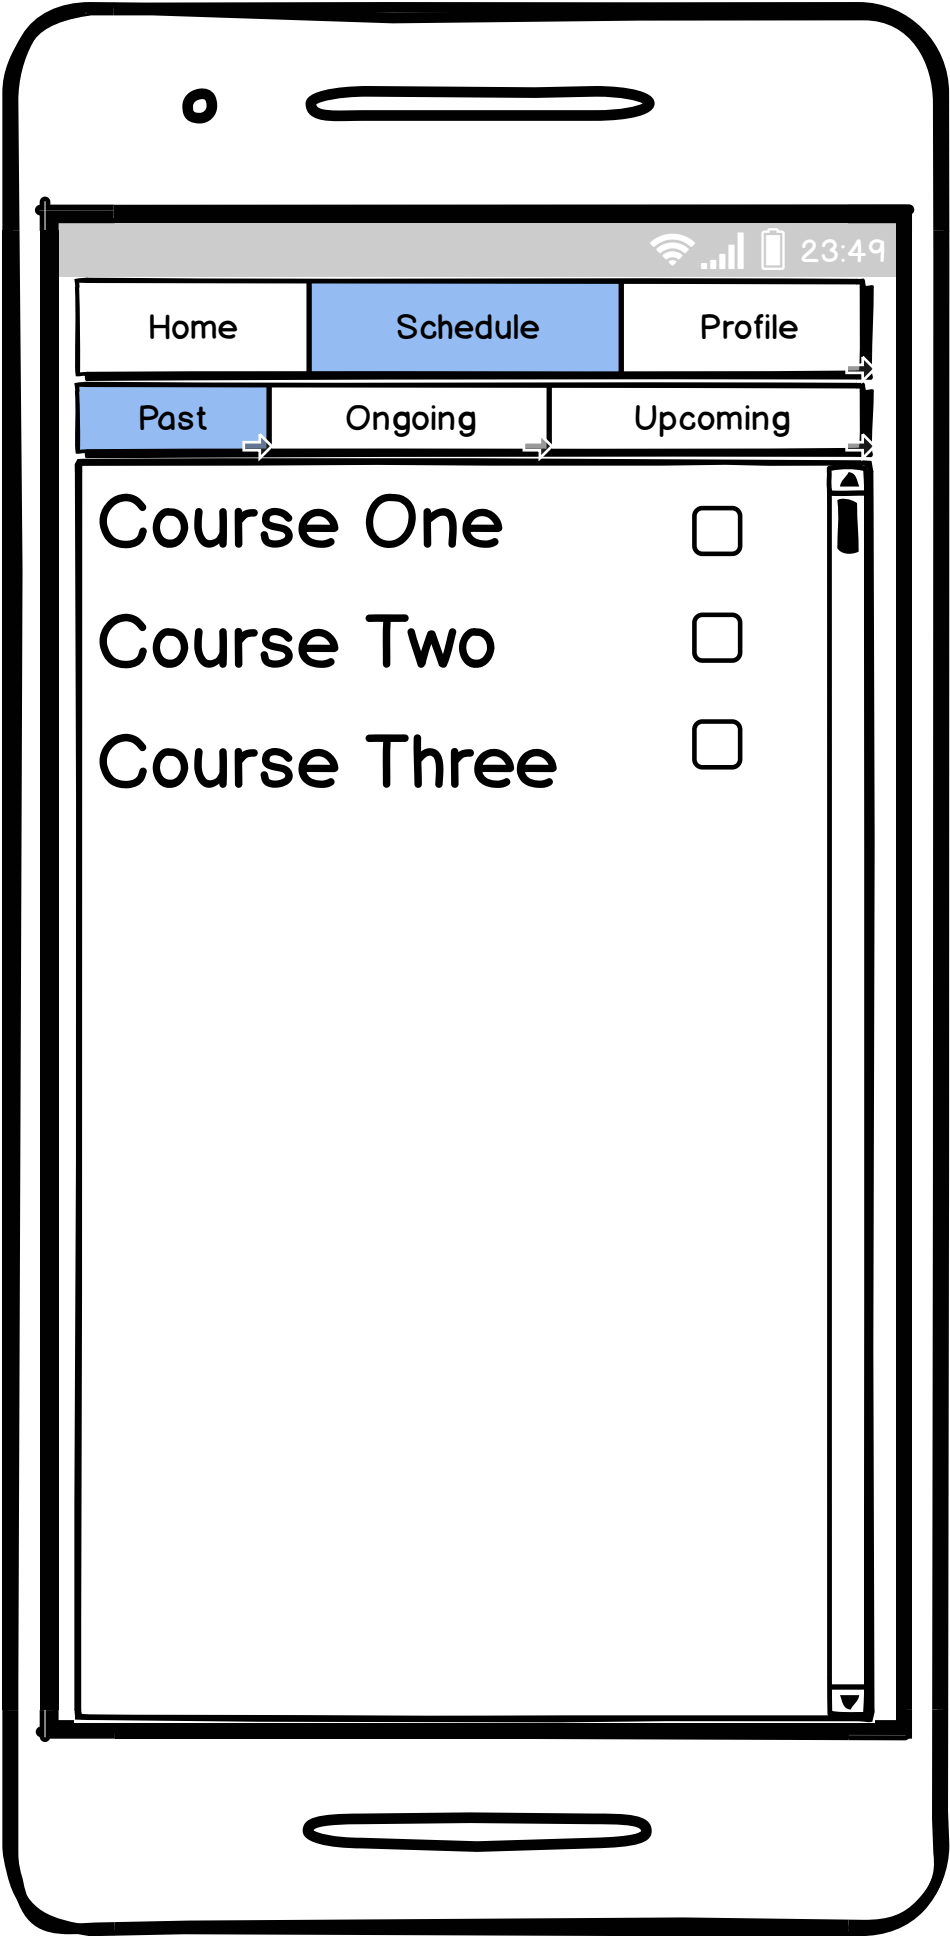 23:49
Home Schedule Profile
Past Ongoing Upcoming
Course One
Course Two
Course Three